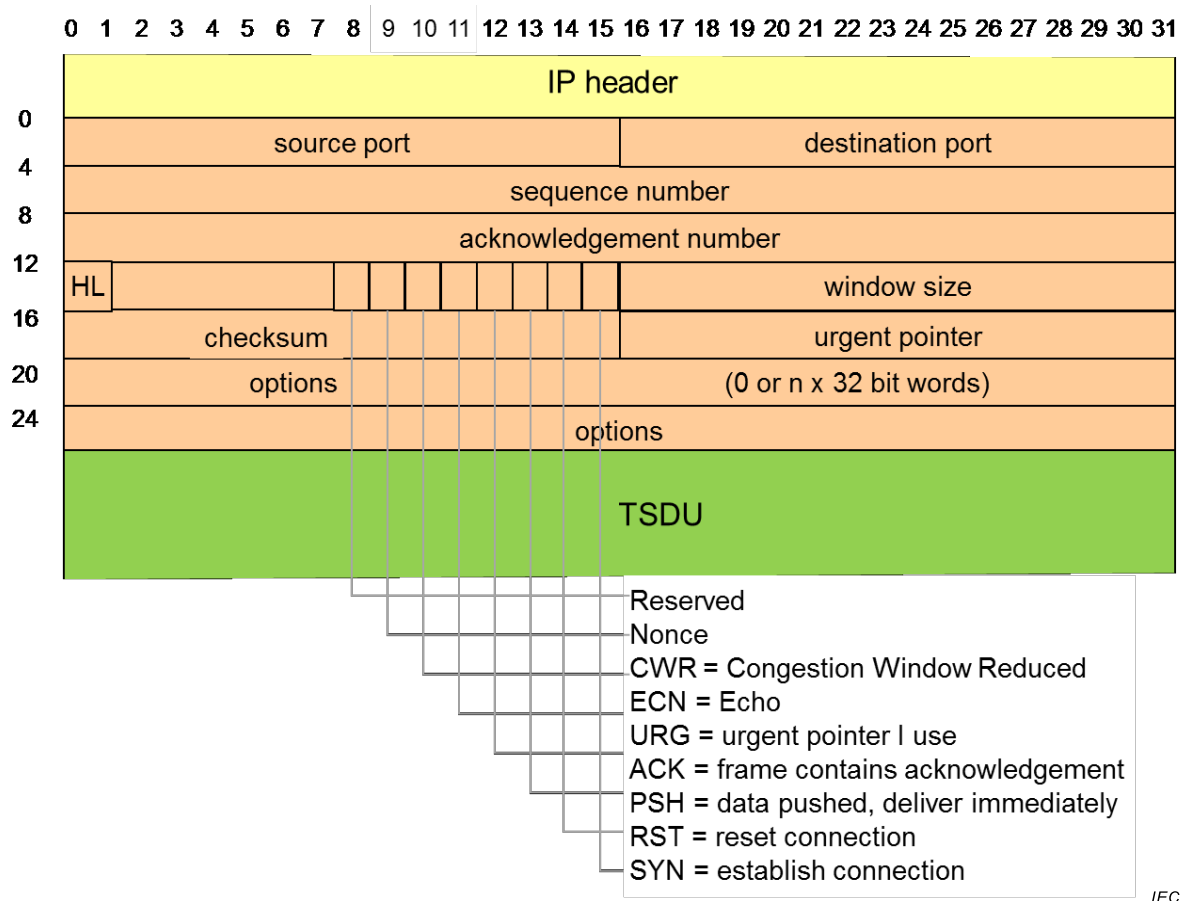 0 1 2 3 4 5 6 7 8 9 10 11 12 13 14 15 16 17 18 19 20 21 22 23 24 25 26 27 28 29 30 31
IP header
0
source port destination port
4
sequence number
8
acknowledgement number
12
HL window size
16
checksum urgent pointer
20
options (0 or n x 32 bit words)
24
options
TSDU
Reserved
Nonce
CWR = Congestion Window Reduced
ECN = Echo
URG = urgent pointer I use
ACK = frame contains acknowledgement
PSH = data pushed, deliver immediately
RST = reset connection
SYN = establish connection
IEC